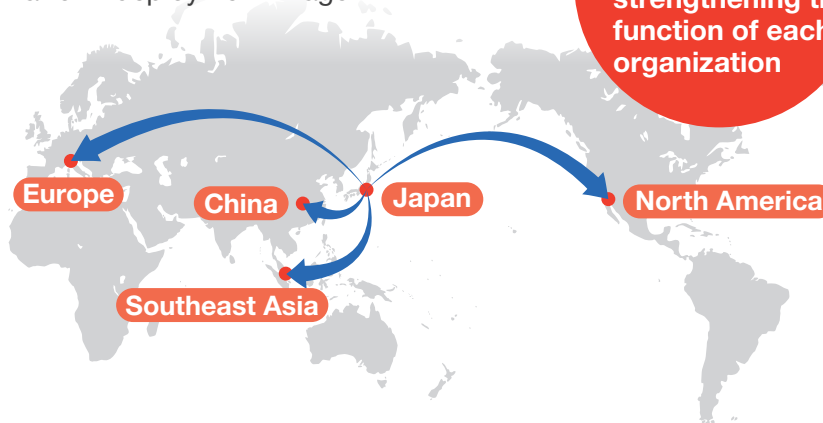 strengthening
function of each
organization
Europe
China
Japan
North America
Southeast Asia